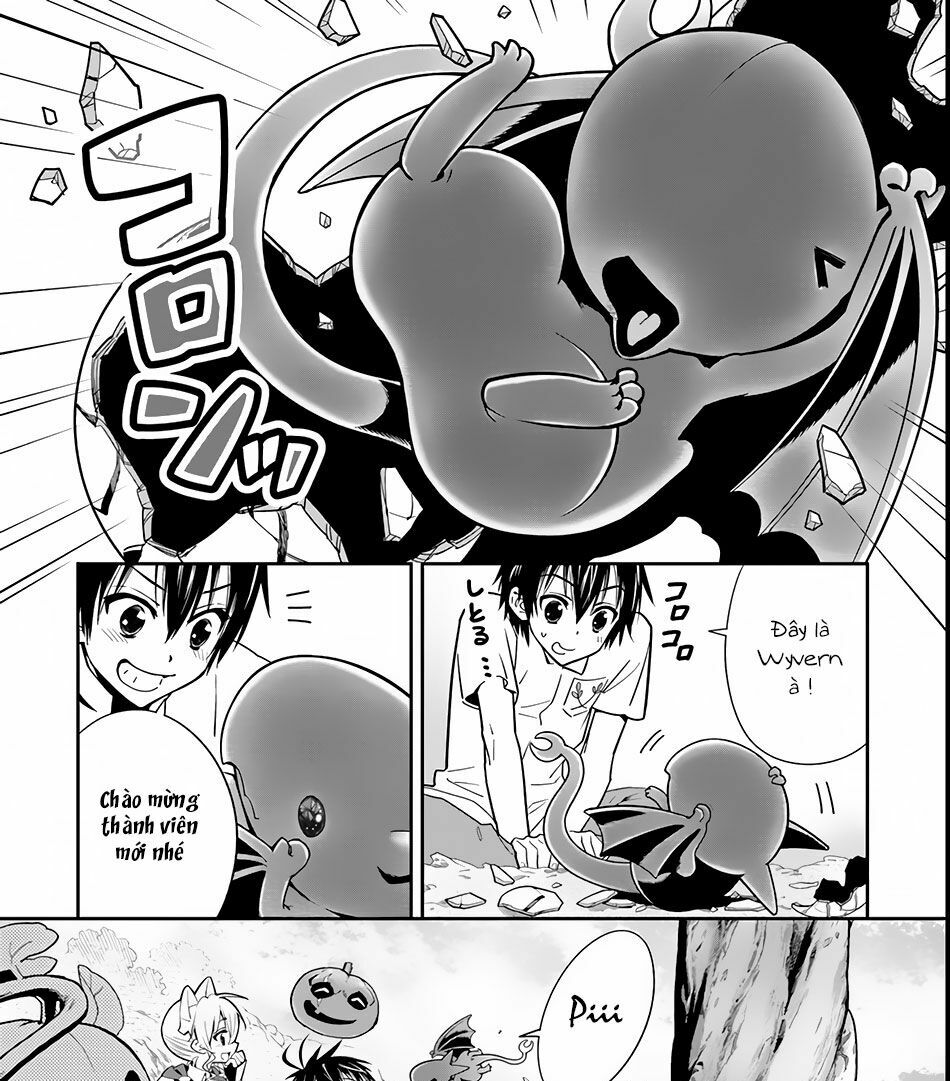 コロンッ
Đây là
Wyvern
à !
コロコロ
しとる…
Chào mừng
thành viên
mới nhé
Piii